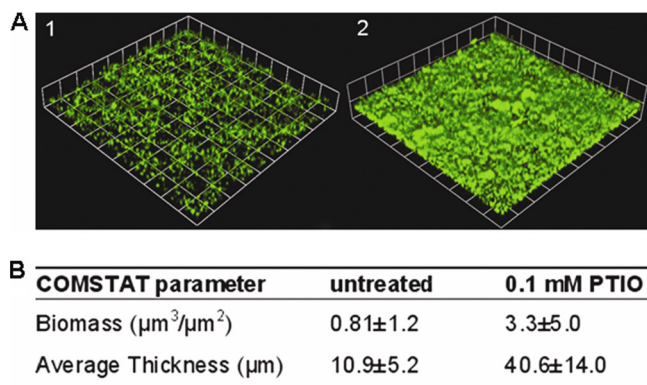 A
1 2
B
COMSTAT parameter untreated 0.1 mM PTIO
Biomass (µm³/µm²) 0.81±1.2 3.3±5.0
Average Thickness (µm) 10.9±5.2 40.6±14.0